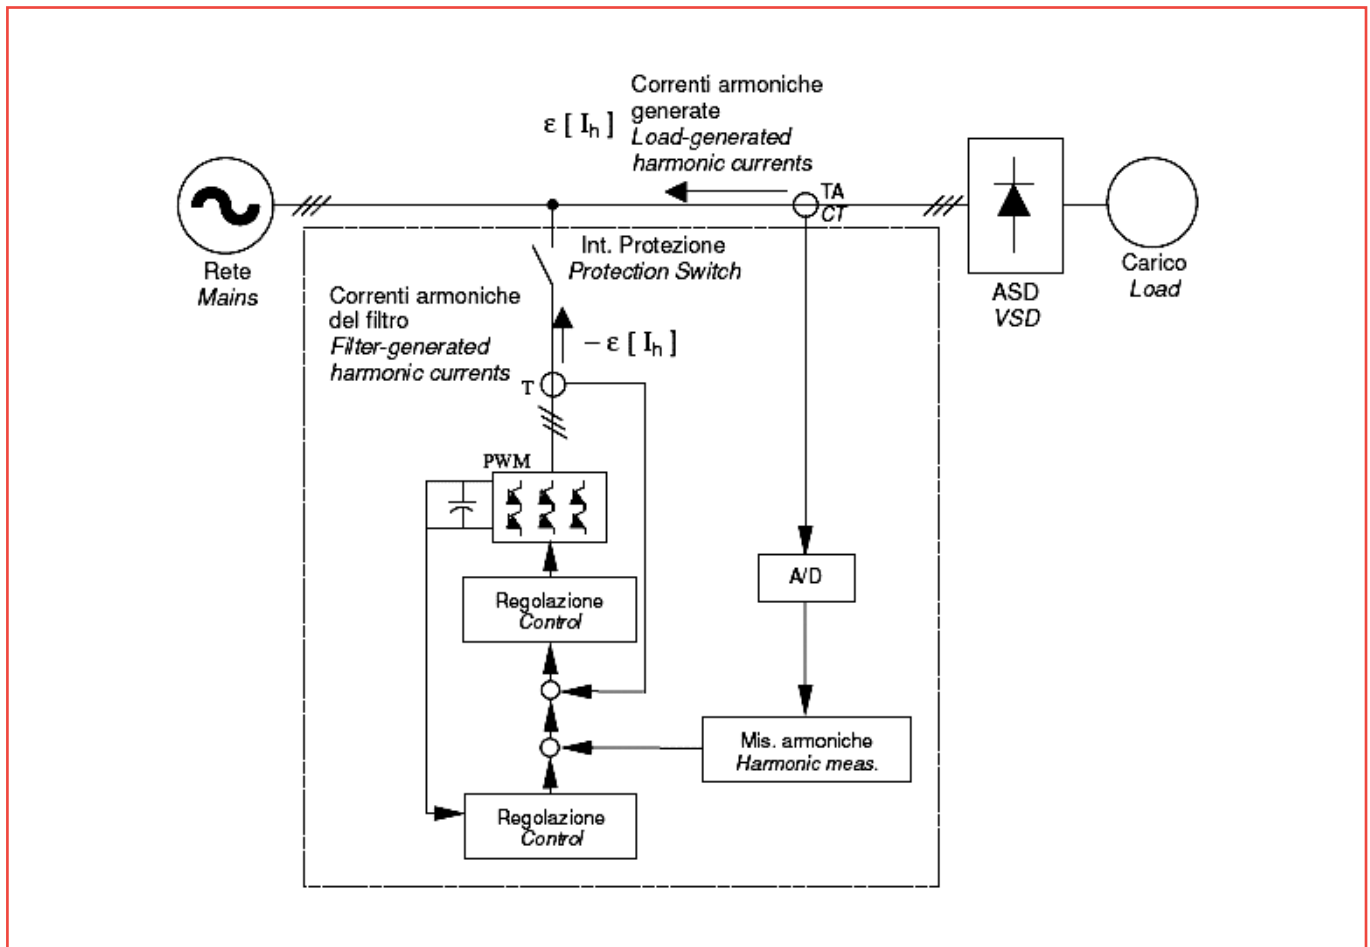 Correnti armoniche
generate
Load-generated
harmonic currents
ε [ Iₕ ]
TA
CT
Rete
Mains
Int. Protezione
Protection Switch
ASD
VSD
Carico
Load
Correnti armoniche
del filtro
Filter-generated
harmonic currents
– ε [ Iₕ ]
T
PWM
A/D
Regolazione
Control
Mis. armoniche
Harmonic meas.
Regolazione
Control